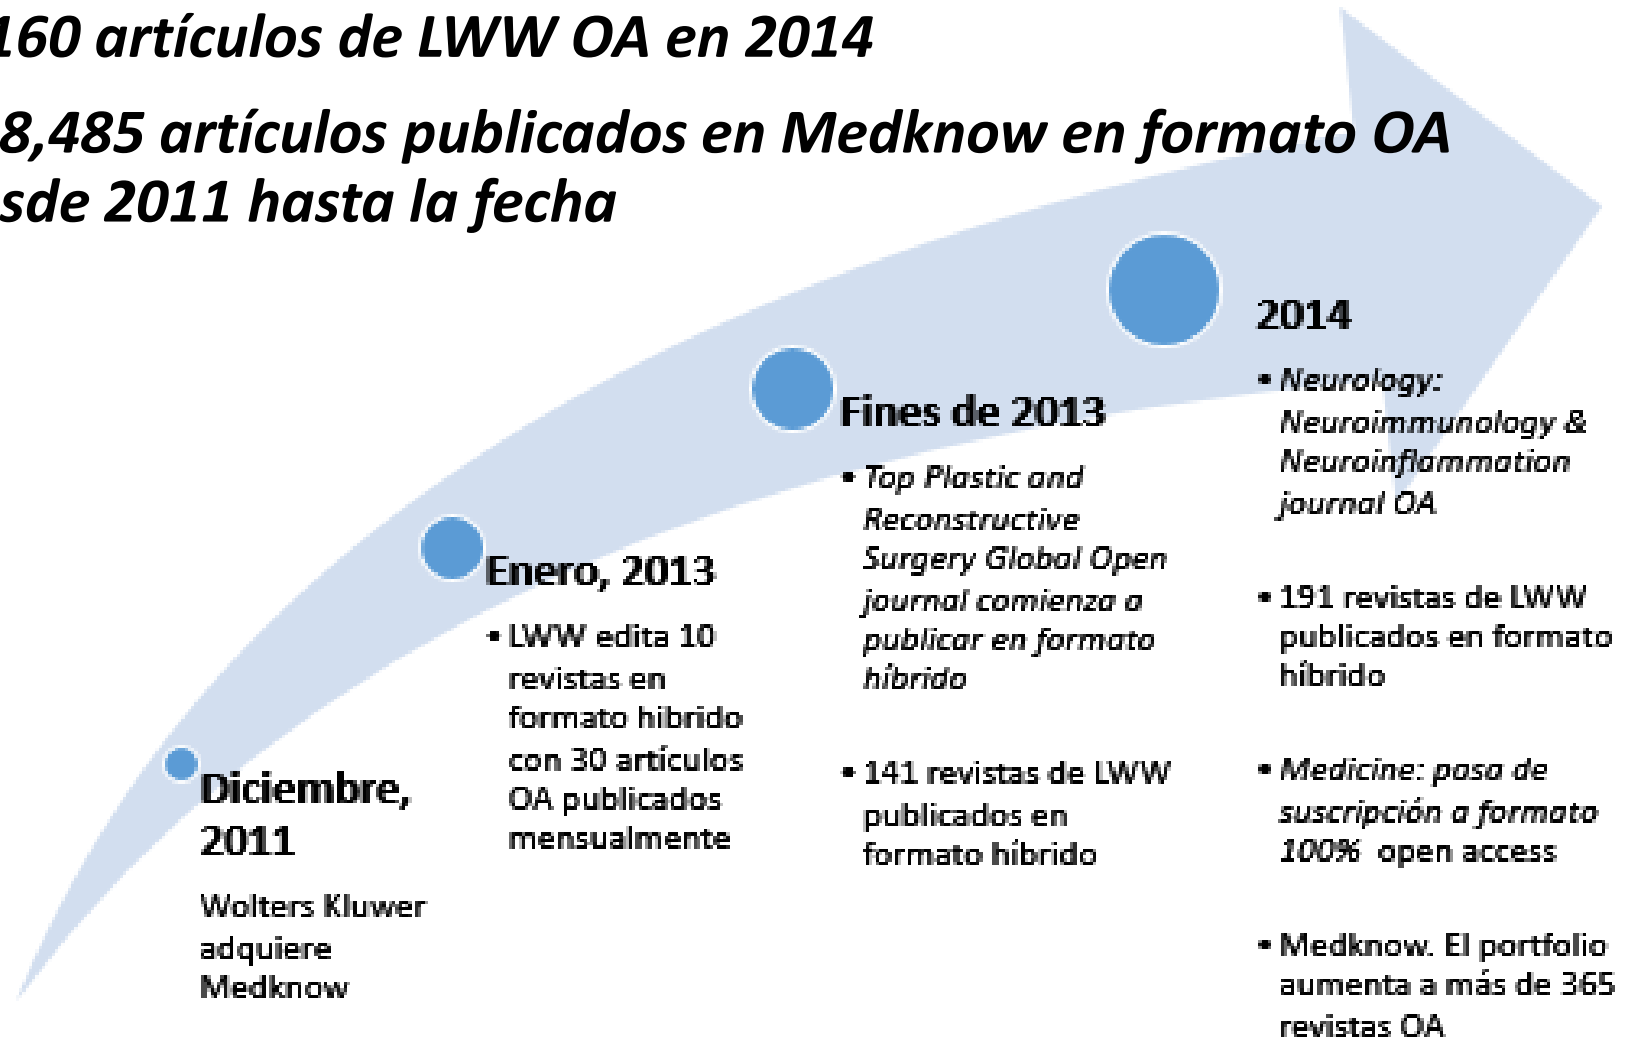 160 artículos de LWW OA en 2014
8,485 artículos publicados en Medknow en formato OA
sde 2011 hasta la fecha
Diciembre,
2011
Wolters Kluwer
adquiere
Medknow
Enero, 2013
• LWW edita 10
revistas en
formato hibrido
con 30 artículos
OA publicados
mensualmente
Fines de 2013
• Top Plastic and
Reconstructive
Surgery Global Open
journal comienza a
publicar en formato
híbrido
• 141 revistas de LWW
publicados en
formato híbrido
2014
• Neurology:
Neuroimmunology &
Neuroinflammation
journal OA
• 191 revistas de LWW
publicados en formato
híbrido
• Medicine: pasa de
suscripción a formato
100% open access
• Medknow. El portfolio
aumenta a más de 365
revistas OA